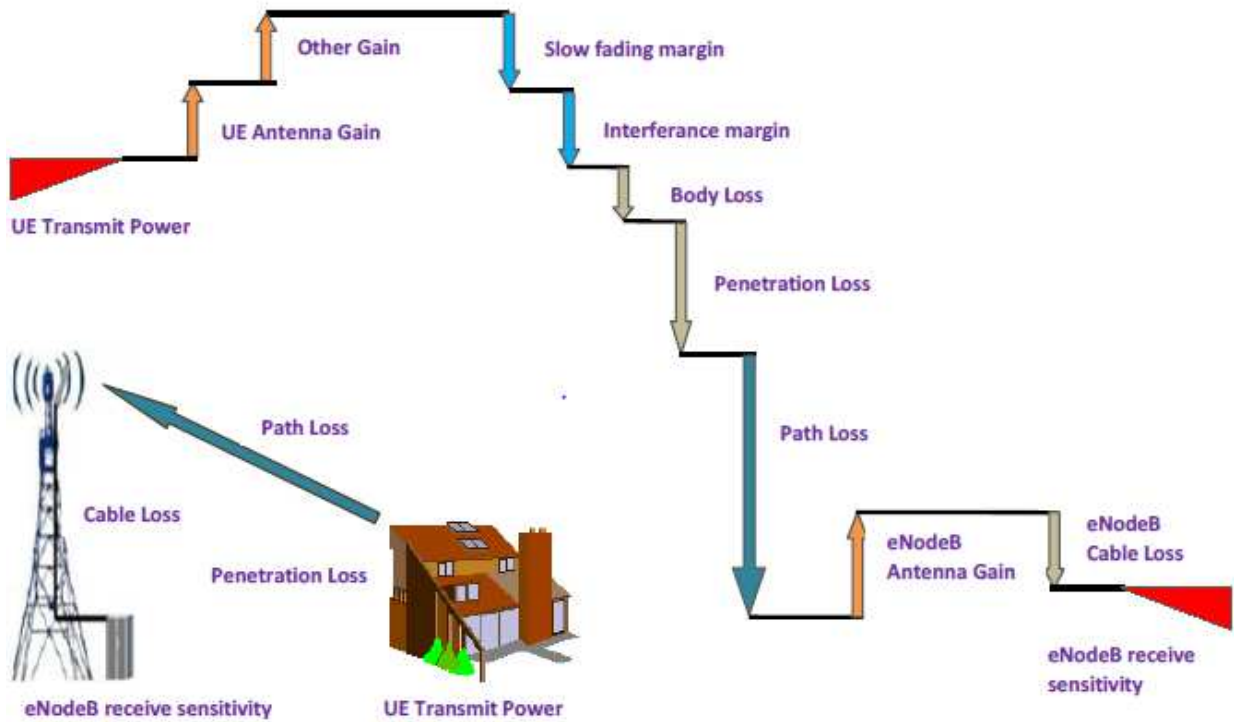 Other Gain
Slow fading margin
UE Antenna Gain
Interferance margin
UE Transmit Power
Body Loss
Penetration Loss
Path Loss
Path Loss
Cable Loss
Penetration Loss
eNodeB
Antenna Gain
eNodeB
Cable Loss
eNodeB receive
sensitivity
eNodeB receive sensitivity
UE Transmit Power